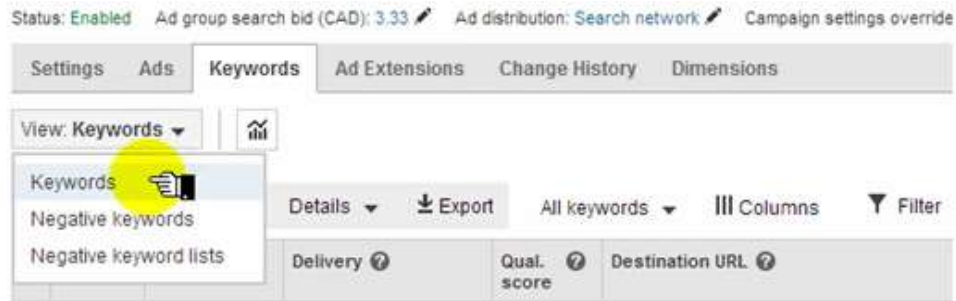 Status: Enabled Ad group search bid (CAD): 3.33 Ad distribution: Search network Campaign settings override
Settings Ads Keywords Ad Extensions Change History Dimensions
View: Keywords
Keywords
Negative keywords
Negative keyword lists
Details Export All keywords Columns Filter
Delivery Qual. score Destination URL